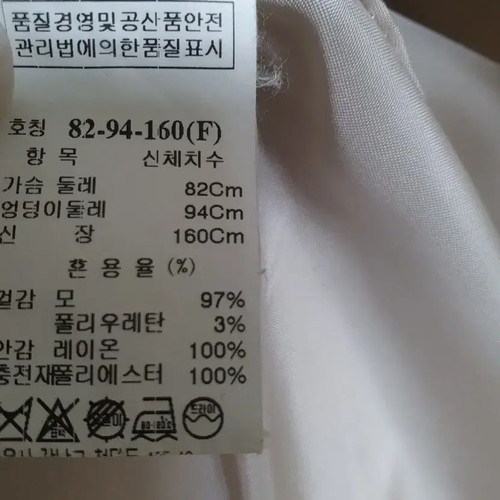 품질경영및공산품안전
관리법에의한품질표시
호칭 82-94-160(F)
항 목 신체치수
가슴 둘레 82Cm
엉덩이둘레 94Cm
신 장 160Cm
혼 용 율 (%)
겉감 모 97%
폴리우레탄 3%
안감 레이온 100%
충전재폴리에스터 100%
드라이